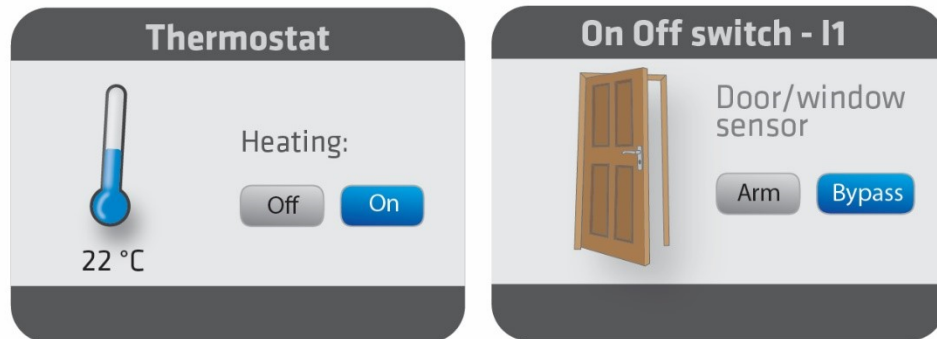 Thermostat
Heating:
Off
On
22 °C
On Off switch - I1
Door/window
sensor
Arm
Bypass